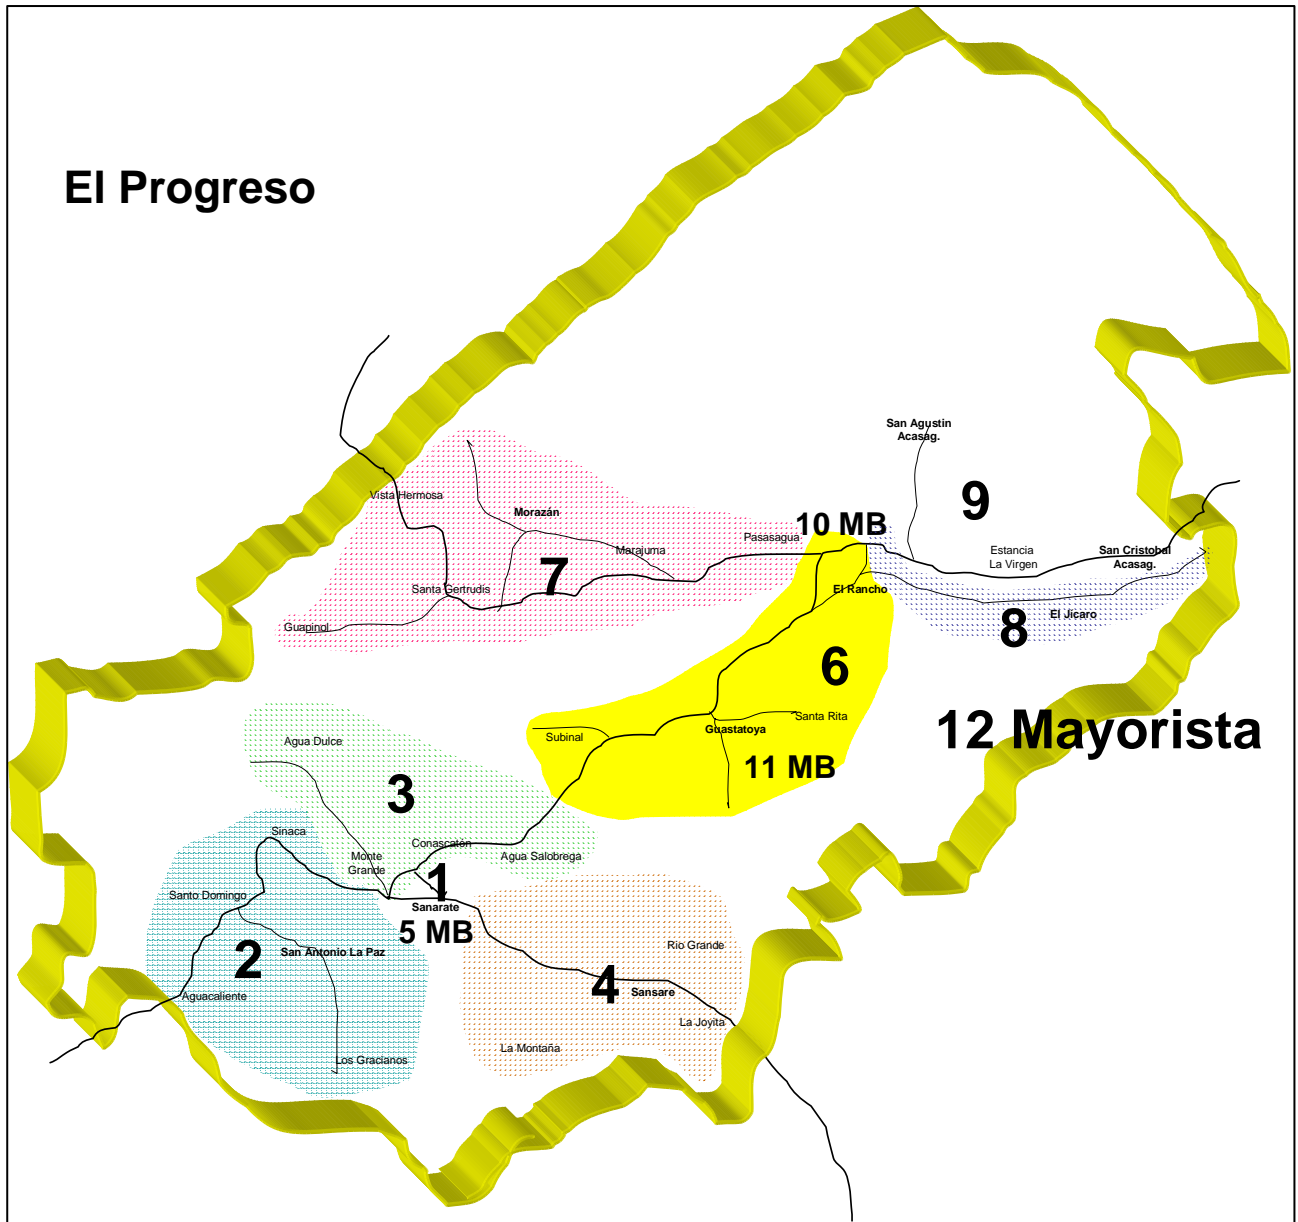 El Progreso
San Agustin
Acasag.
9
Vista Hermosa
Morazán
10 MB
Pasasagua
Marajuma
Estancia
La Virgen
San Cristobal
Acasag.
7
Santa Gertrudis
El Rancho
El Jicaro
8
Guapinol
6
Santa Rita
Guastatoya
Subinal
12 Mayorista
Agua Dulce
11 MB
3
Sinaca
Conascatón
Monte
Grande
Agua Salobrega
1
Santo Domingo
Sanarate
5 MB
Rio Grande
2
San Antonio La Paz
4
Sansare
Aguacaliente
La Joyita
La Montaña
Los Gracianos